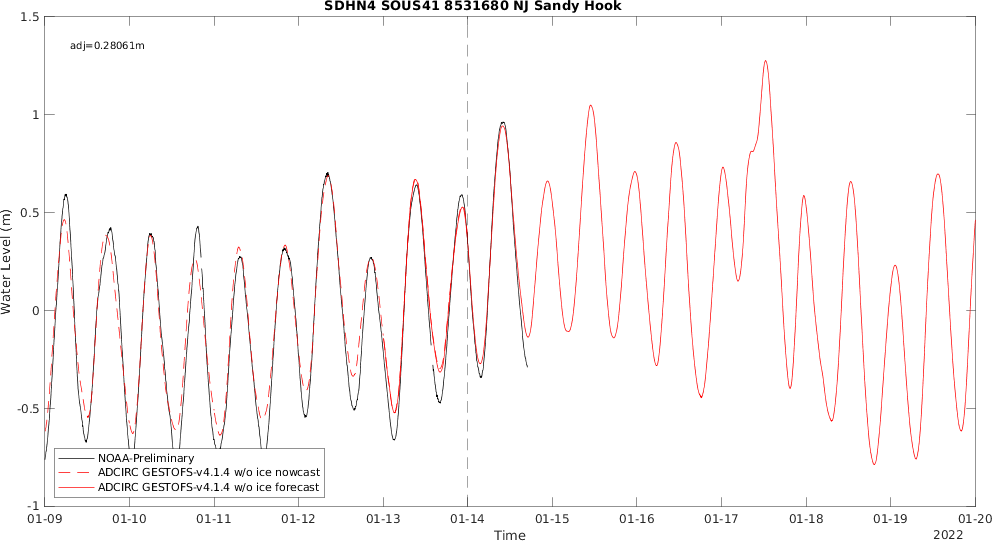 SDHN4 SOUS41 8531680 NJ Sandy Hook
adj=0.28061m
Water Level (m)
1.5
1
0.5
0
-0.5
-1
NOAA-Preliminary
ADCIRC GESTOFS-v4.1.4 w/o ice nowcast
ADCIRC GESTOFS-v4.1.4 w/o ice forecast
01-09 01-10 01-11 01-12 01-13 01-14 01-15 01-16 01-17 01-18 01-19 01-20
Time
2022